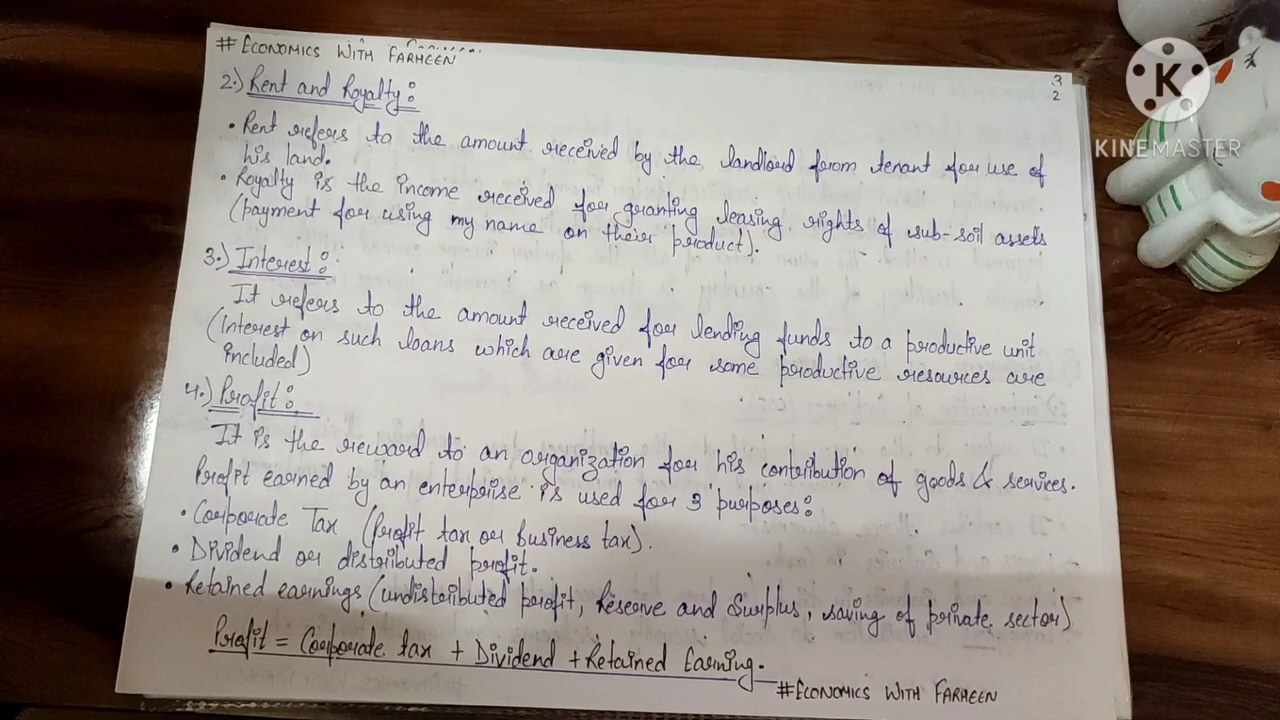 # ECONOMICS WITH FARHEEN
3
2
2.) Rent and Royalty:
• Rent refers to the amount received by the landlord from tenant for use of
his land.
• Royalty is the income received for granting leasing rights of sub-soil assets
(payment for using my name on their product).
3.) Interest:
It refers to the amount received for lending funds to a productive unit
(Interest on such loans which are given for some productive resources are
included)
4.) Profit:
It is the reward to an organization for his contribution of goods & services.
Profit earned by an enterprise is used for 3 purposes:
• Corporate Tax (Profit tax or Business tax).
• Dividend or distributed profit.
• Retained earnings (undistributed profit, Reserve and Surplus, saving of private sector)
Profit = Corporate tax + Dividend + Retained Earning.
#ECONOMICS WITH FARHEEN
K
KINEMASTER